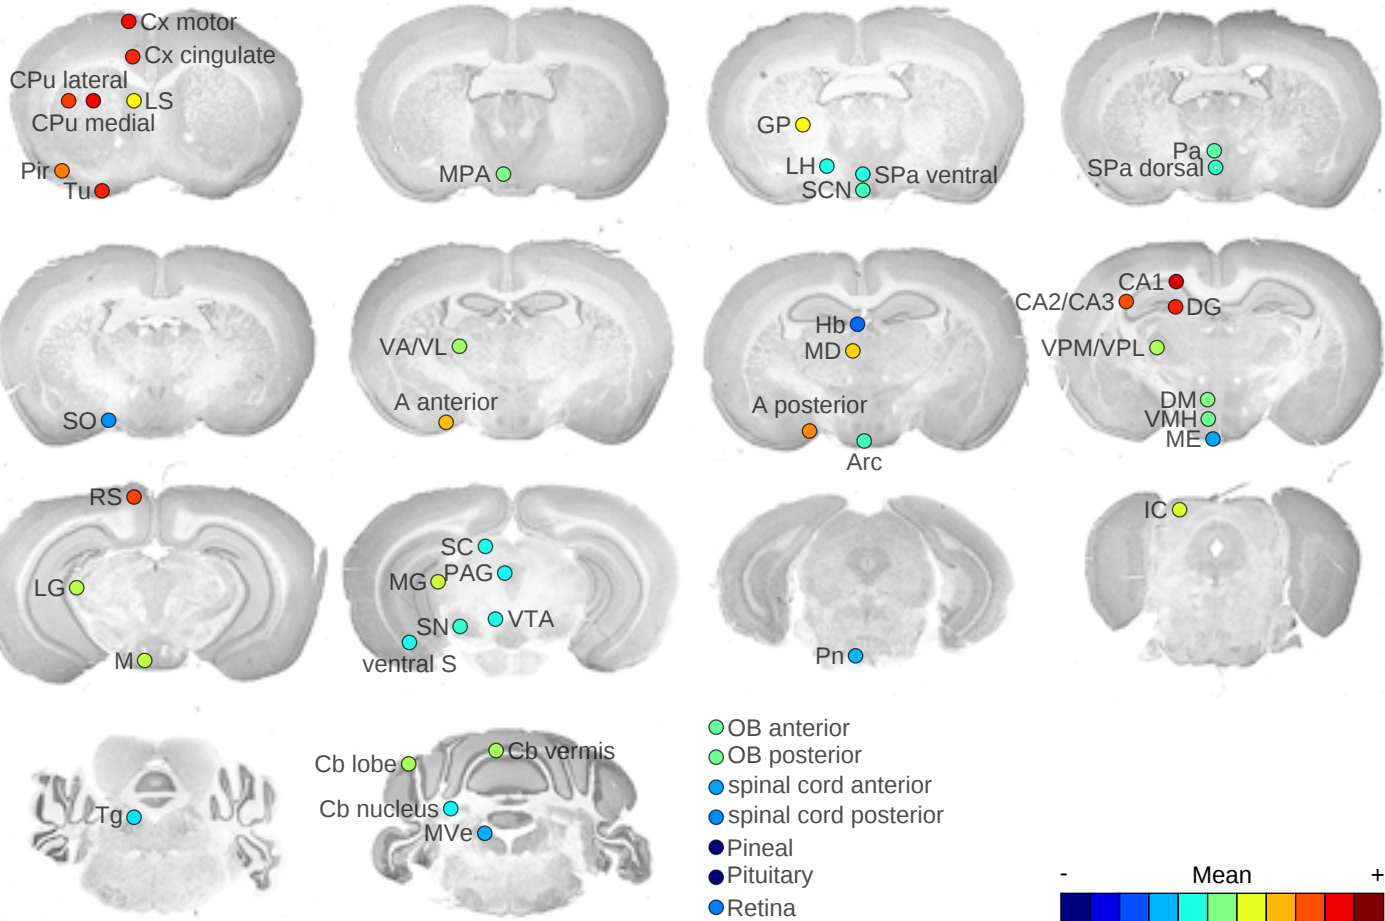 Cx motor
Cx cingulate
CPu lateral
LS
CPu medial
Pir
Tu
MPA
GP
LH
SPa ventral
SCN
Pa
SPa dorsal
SO
VA/VL
A anterior
Hb
MD
A posterior
Arc
CA1
CA2/CA3
DG
VPM/VPL
DM
VMH
ME
RS
LG
M
SC
MG
PAG
SN
VTA
ventral S
Pn
IC
Tg
Cb lobe
Cb vermis
Cb nucleus
MVe
OB anterior
OB posterior
spinal cord anterior
spinal cord posterior
Pineal
Pituitary
Retina
- Mean +